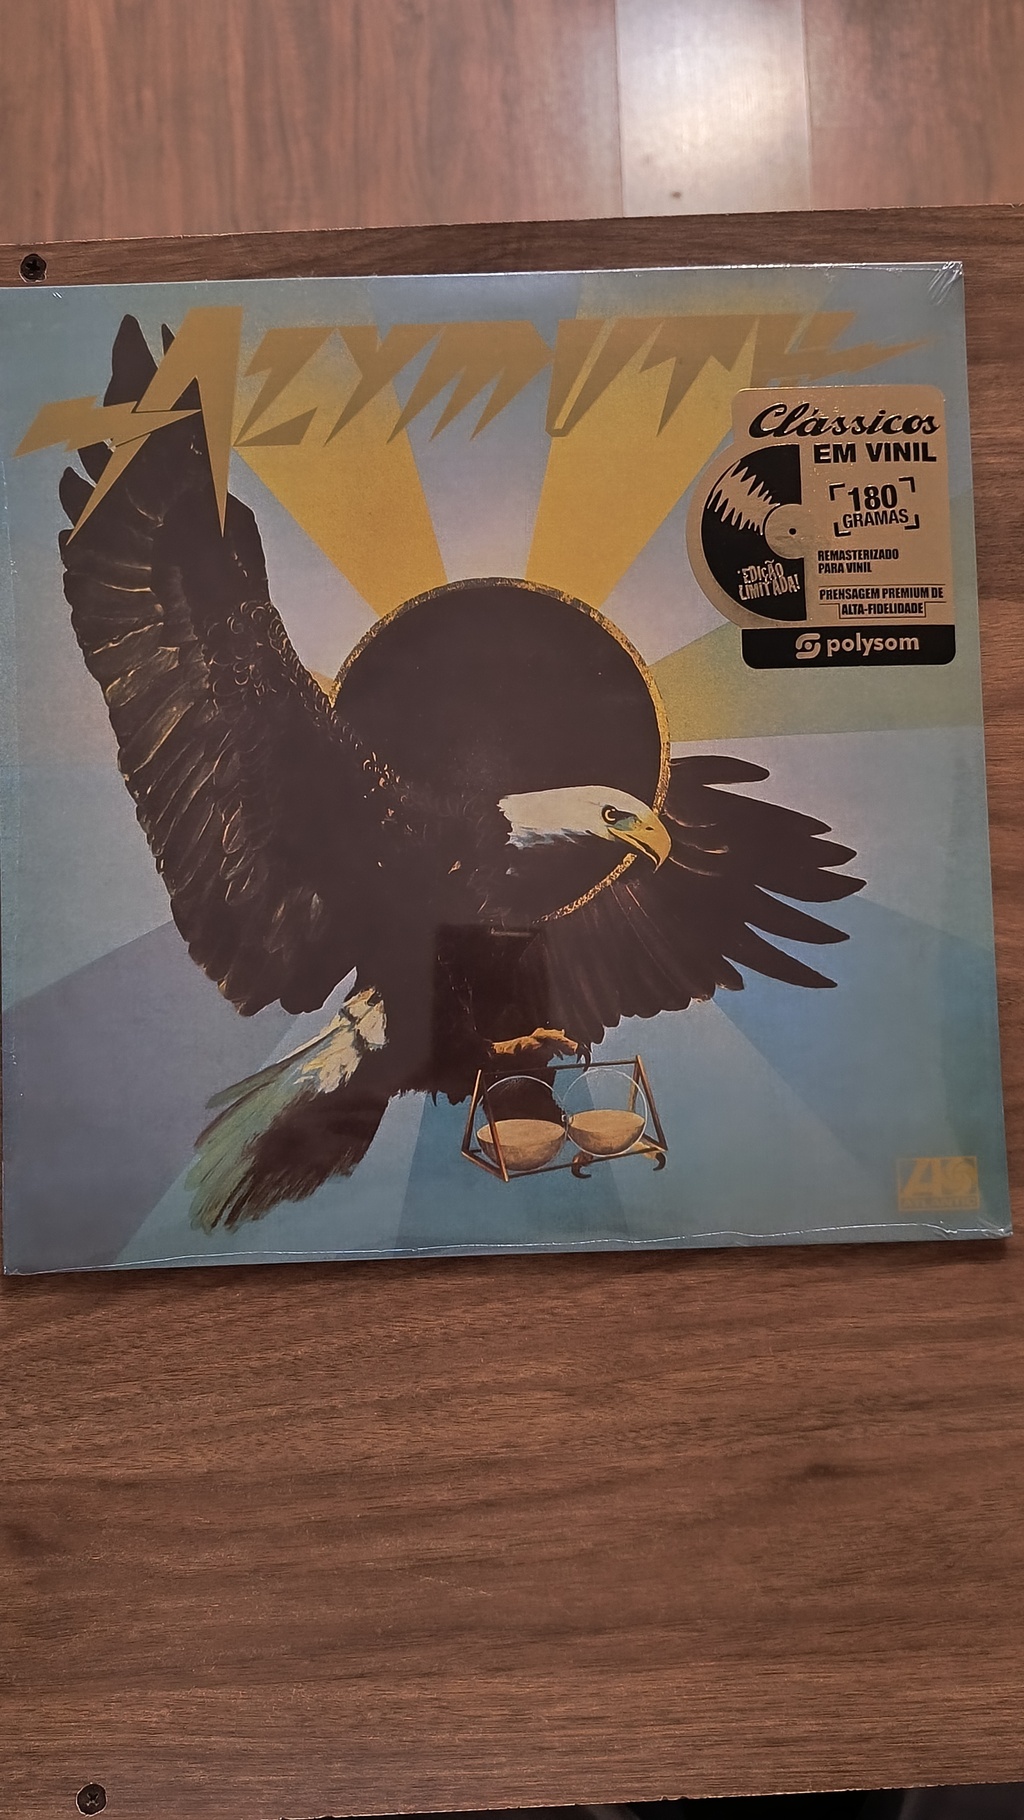 AZYMUTH
Clássicos
EM VINIL
180
GRAMAS
REMASTERIZADO
PARA VINIL
EDIÇÃO
LIMITADA!
PRENSAGEM PREMIUM DE
ALTA-FIDELIDADE
polysom